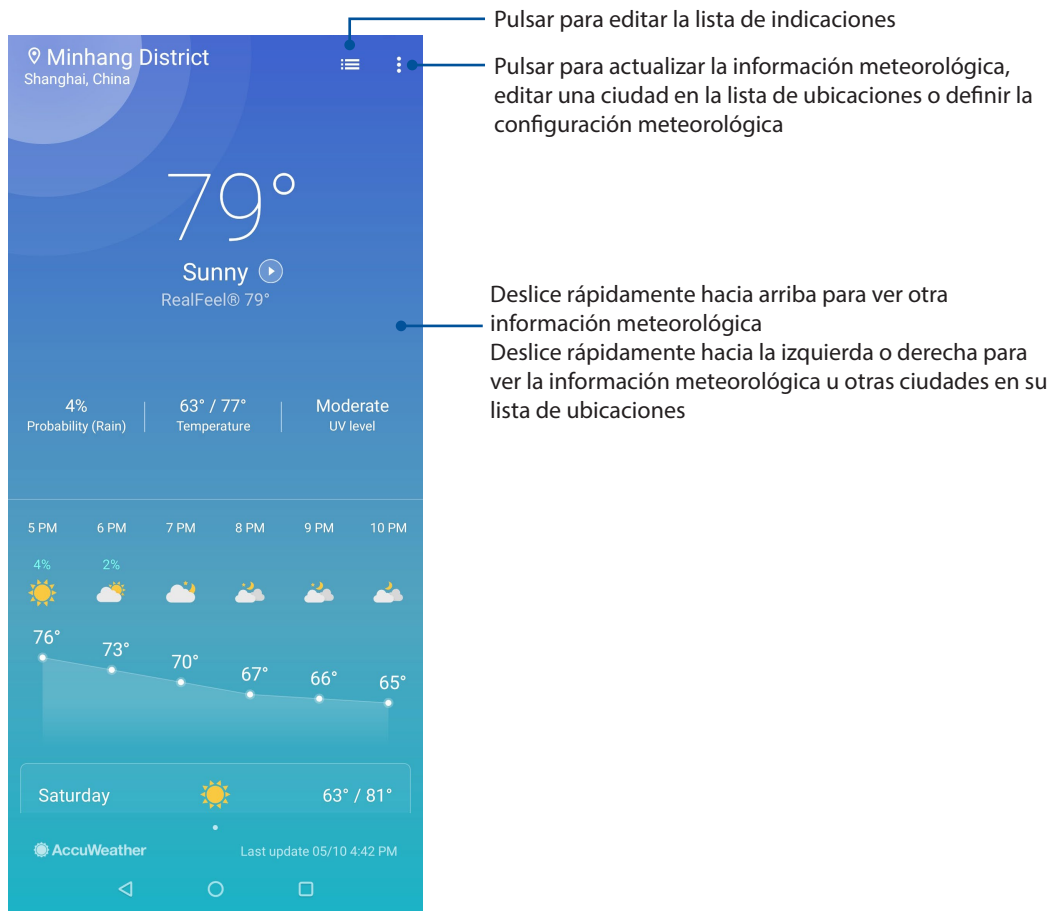 Pulsar para editar la lista de indicaciones
Minhang District
Shanghai, China
Pulsar para actualizar la información meteorológica,
editar una ciudad en la lista de ubicaciones o definir la
configuración meteorológica
79°
Sunny
RealFeel® 79°
Deslice rápidamente hacia arriba para ver otra
información meteorológica
Deslice rápidamente hacia la izquierda o derecha para
ver la información meteorológica u otras ciudades en su
lista de ubicaciones
4% 63° / 77° Moderate
Probability (Rain) Temperature UV level
5 PM 6 PM 7 PM 8 PM 9 PM 10 PM
4% 2%
76° 73° 70° 67° 66° 65°
Saturday 63° / 81°
AccuWeather Last update 05/10 4:42 PM